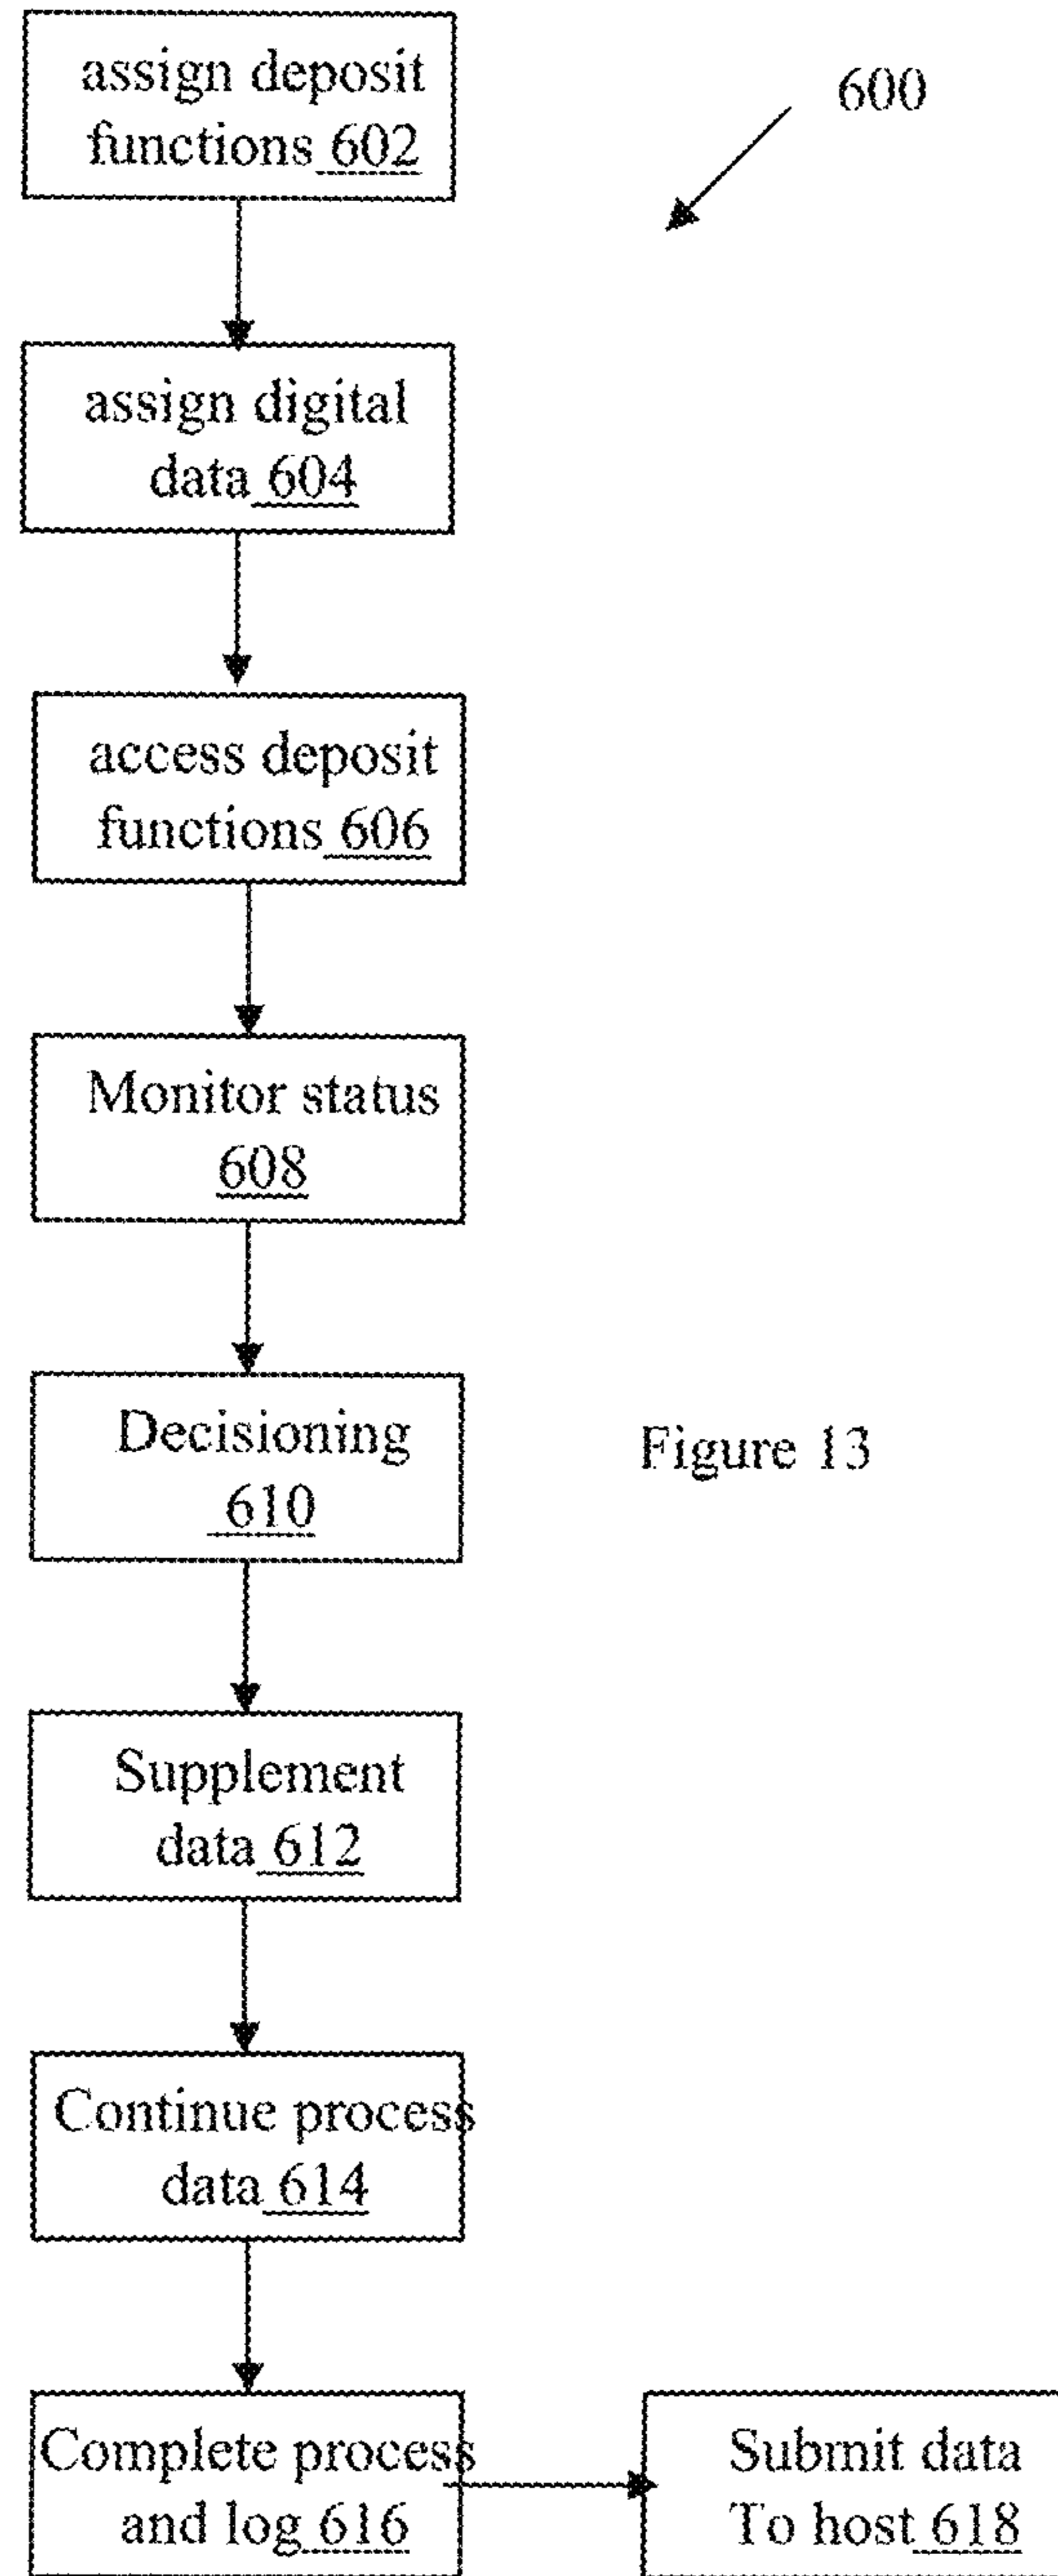 assign deposit
functions 602
600
assign digital
data 604
access deposit
functions 606
Monitor status
608
Decisioning
610
Figure 13
Supplement
data 612
Continue process
data 614
Complete process
and log 616
Submit data
To host 618